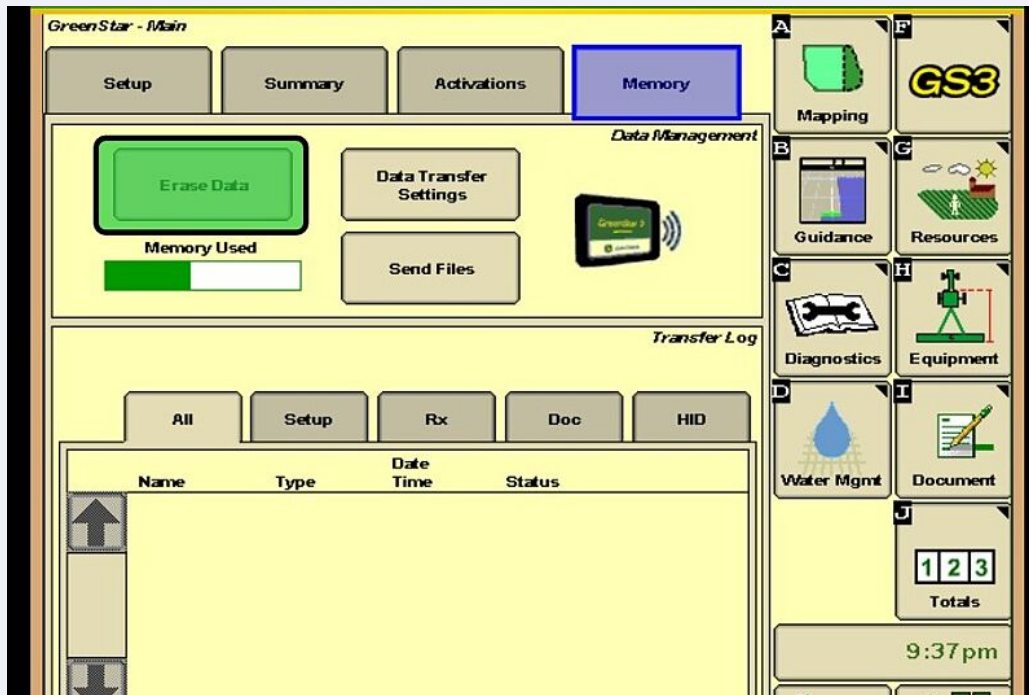 GreenStar - Main
Setup
Summary
Activations
Memory
Data Management
Erase Data
Data Transfer
Settings
Memory Used
Send Files
GreenStar 3
Transfer Log
All
Setup
Rx
Doc
HID
Date
Name Type Time Status
A
Mapping
F
GS3
B
Guidance
G
Resources
C
Diagnostics
H
Equipment
D
Water Mgmt
I
Document
J
1 2 3
Totals
9:37pm